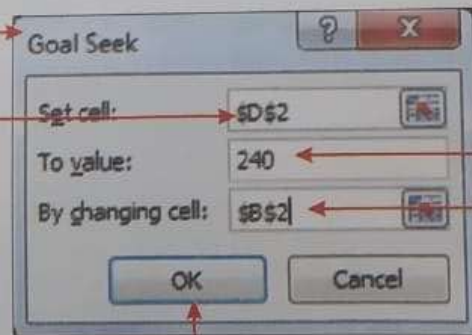 Goal Seek
Set cell: $D$2
To value: 240
By changing cell: $B$2
OK Cancel